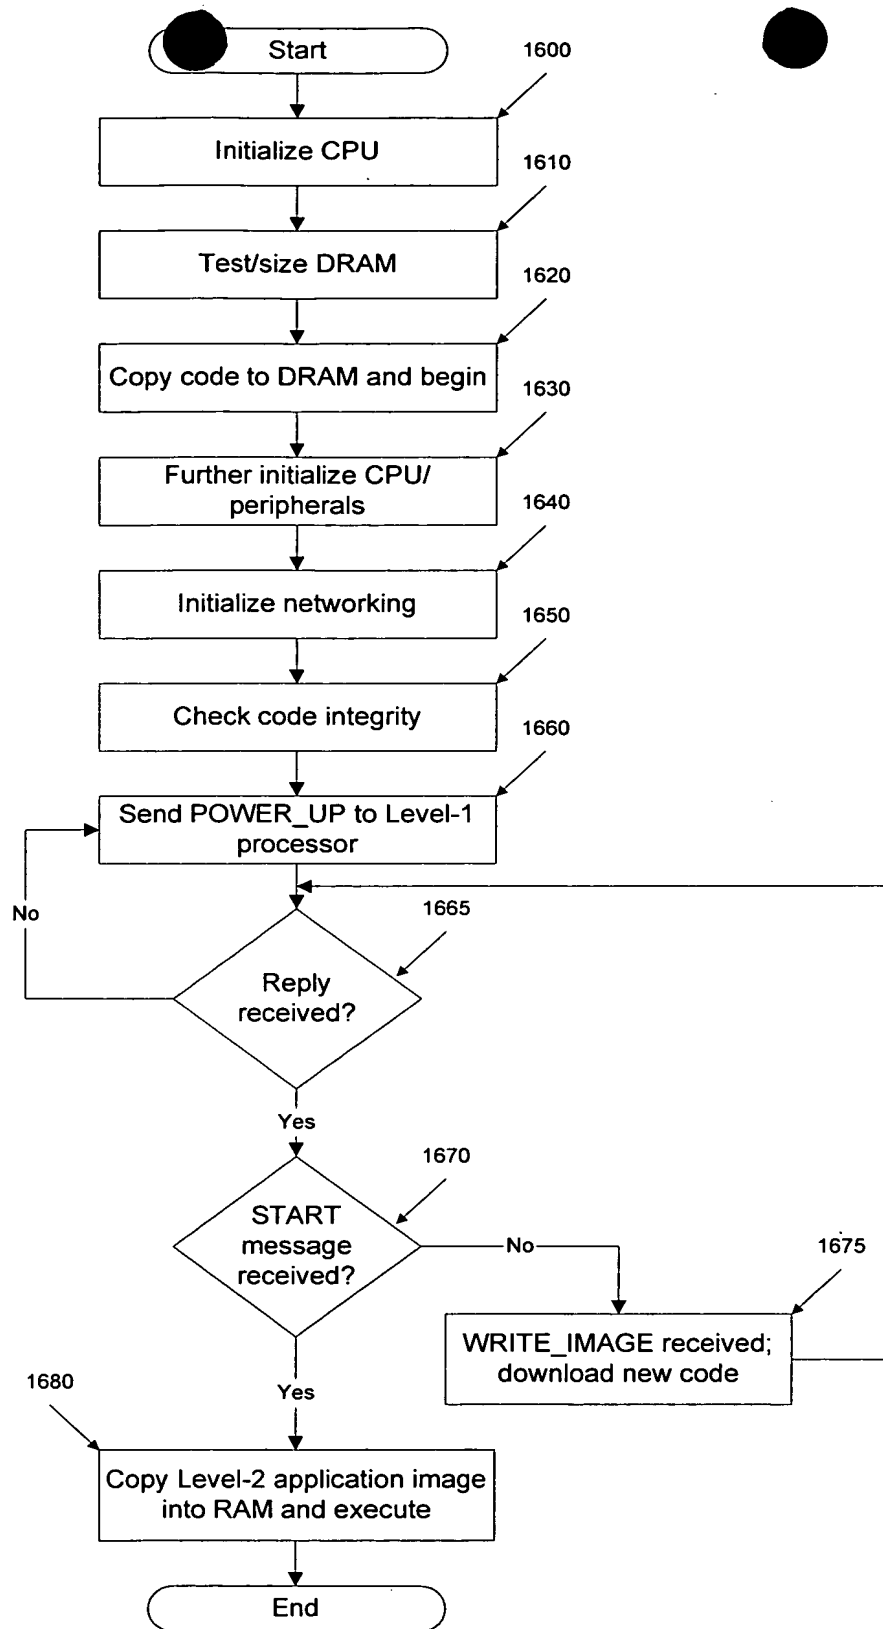 Start
1600
Initialize CPU
1610
Test/size DRAM
1620
Copy code to DRAM and begin
1630
Further initialize CPU/
peripherals
1640
Initialize networking
1650
Check code integrity
1660
Send POWER_UP to Level-1
processor
No
1665
Reply
received?
Yes
1670
START
message
received?
No
1675
WRITE_IMAGE received;
download new code
Yes
1680
Copy Level-2 application image
into RAM and execute
End